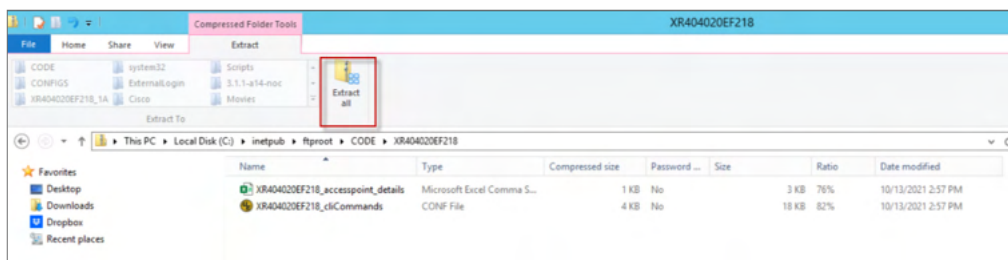 Compressed Folder Tools
XR404020EF218
File Home Share View Extract
CODE system32 Scripts
CONFIGS ExternalLogin 3.1.1-a14-noc
XR404020EF218_1A Cisco Movies
Extract all
Extract To
This PC Local Disk (C:) inetpub ftproot CODE XR404020EF218
Favorites
Desktop
Downloads
Dropbox
Recent places
Name Type Compressed size Password ... Size Ratio Date modified
XR404020EF218_accesspoint_details Microsoft Excel Comma S... 1 KB No 3 KB 76% 10/13/2021 2:57 PM
XR404020EF218_cliCommands CONF File 4 KB No 18 KB 82% 10/13/2021 2:57 PM